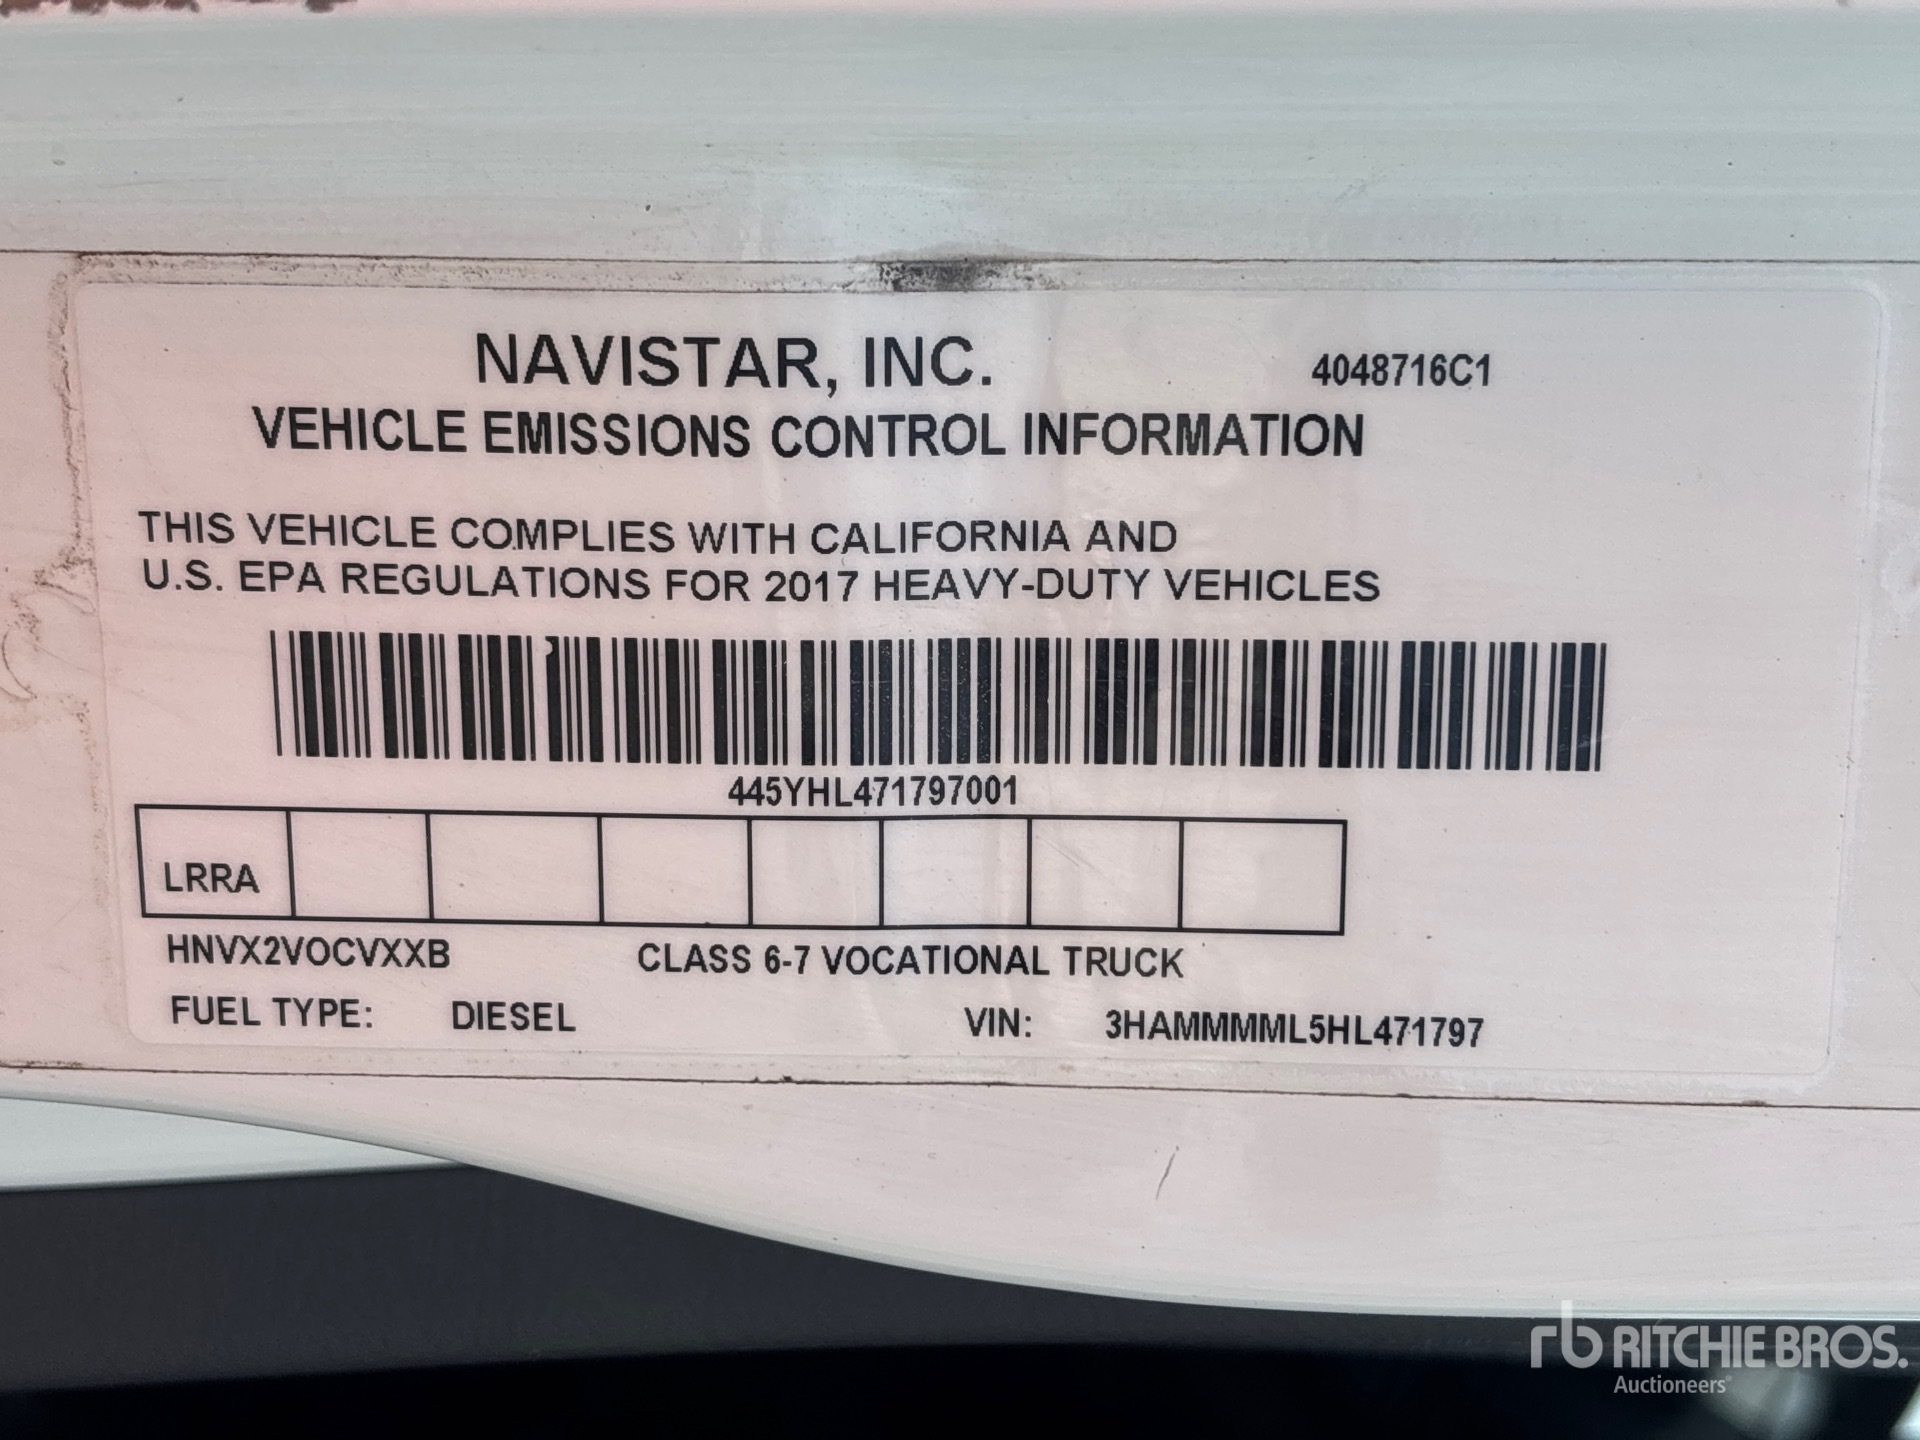 NAVISTAR, INC. 4048716C1
VEHICLE EMISSIONS CONTROL INFORMATION
THIS VEHICLE COMPLIES WITH CALIFORNIA AND
U.S. EPA REGULATIONS FOR 2017 HEAVY-DUTY VEHICLES
445YHL471797001
LRRA
HNVX2VOCVXXB CLASS 6-7 VOCATIONAL TRUCK
FUEL TYPE: DIESEL VIN: 3HAMMMML5HL471797
rb RITCHIE BROS.
Auctioneers